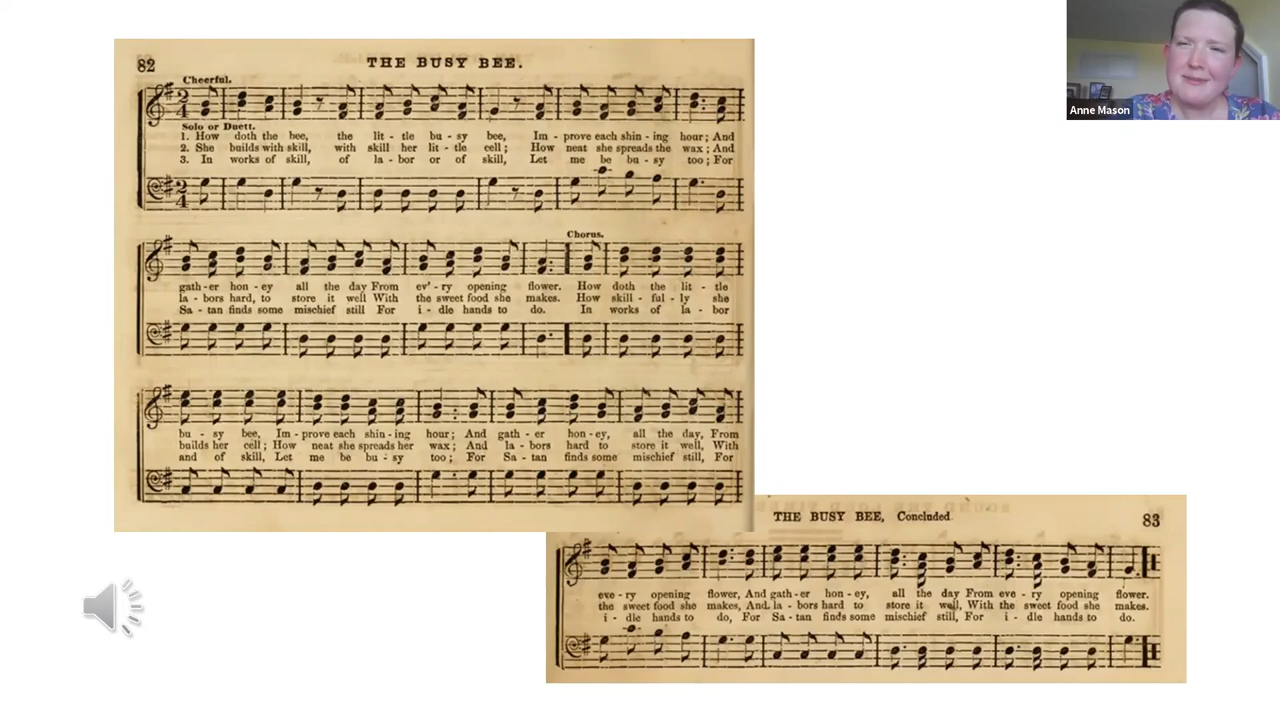 Anne Mason
82
THE BUSY BEE.
Cheerful.
2
4
Solo or Duett.
1. How doth the bee, the lit - tle bu - sy bee, Im - prove each shin - ing hour; And
2. She builds with skill, with skill her lit - tle cell; How neat she spreads the wax; And
3. In works of skill, of la - bor or of skill, Let me be bu - sy too; For
2
4
Chorus.
gath - er hon - ey all the day From ev' - ry opening flower. How doth the lit - tle
la - bors hard, to store it well With the sweet food she makes. How skill - ful - ly she
Sa - tan finds some mischief still For i - dle hands to do. In works of la - bor
bu - sy bee, Im - prove each shin - ing hour; And gath - er hon - ey, all the day, From
builds her cell; How neat she spreads her wax; And la - bors hard to store it well, With
and of skill, Let me be bu - sy too; For Sa - tan finds some mischief still, For
THE BUSY BEE, Concluded.
83
eve - ry opening flower, And gath - er hon - ey, all the day From eve - ry opening flower.
the sweet food she makes, And la - bors hard to store it well, With the sweet food she makes.
i - dle hands to do, For Sa - tan finds some mischief still, For i - dle hands to do.